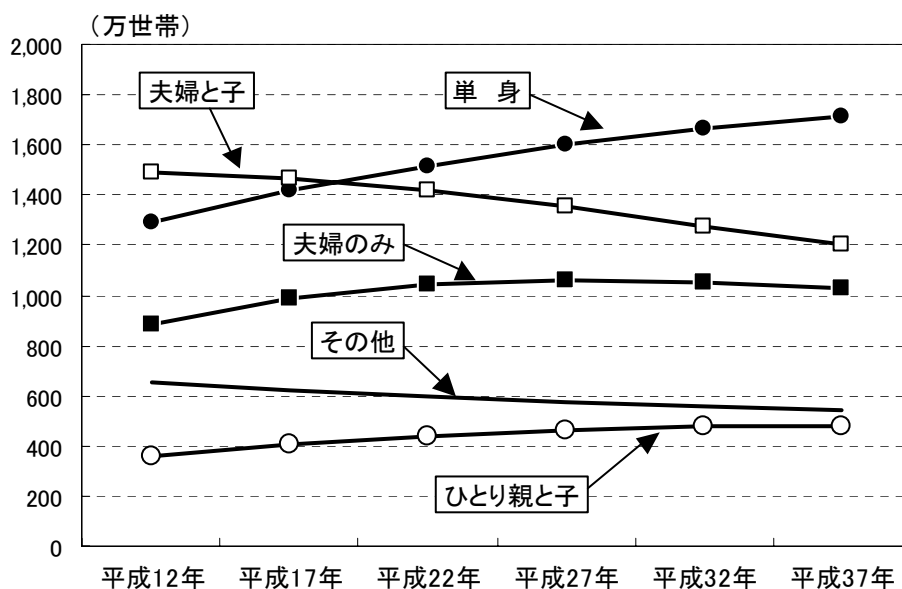 （万世帯）
2,000
1,800
1,600
1,400
1,200
1,000
800
600
400
200
0
夫婦と子
単　身
夫婦のみ
その他
ひとり親と子
平成12年 平成17年 平成22年 平成27年 平成32年 平成37年